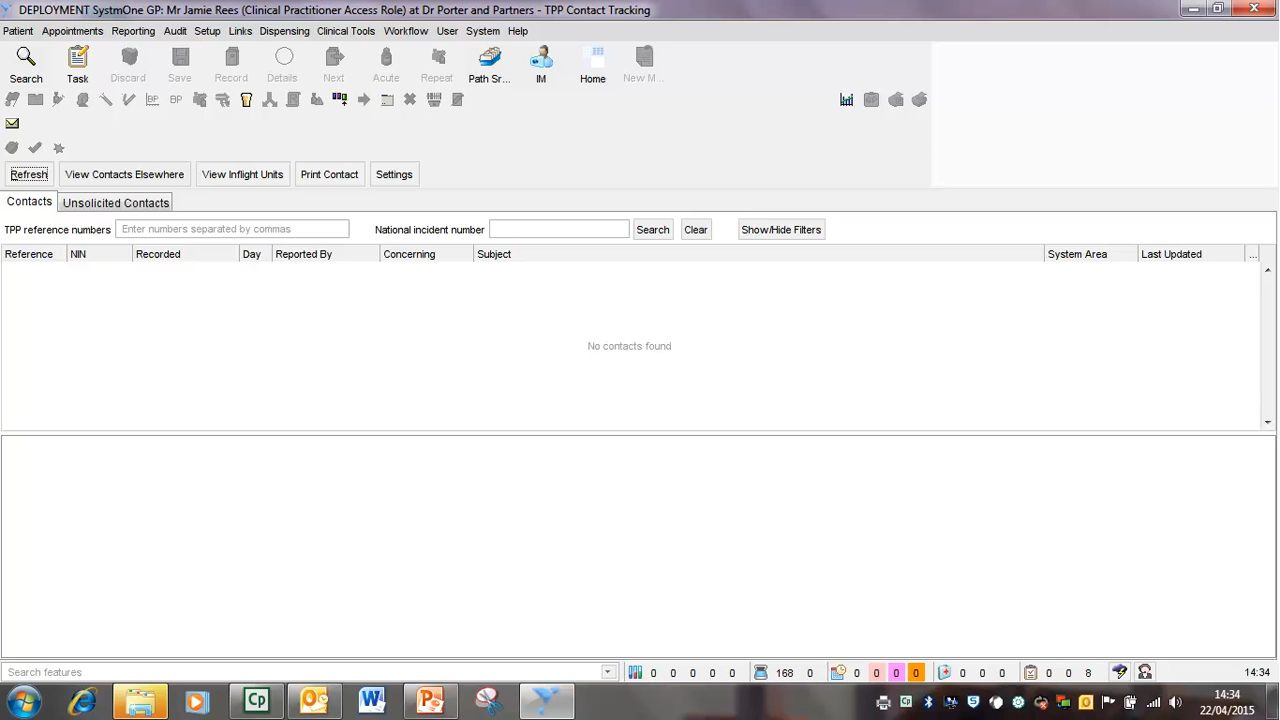 DEPLOYMENT SystmOne GP: Mr Jamie Rees (Clinical Practitioner Access Role) at Dr Porter and Partners - TPP Contact Tracking
Patient Appointments Reporting Audit Setup Links Dispensing Clinical Tools Workflow User System Help
Search Task Discard Save Record Details Next Acute Repeat Path Sr... IM Home New M...
BP BP
Refresh View Contacts Elsewhere View Inflight Units Print Contact Settings
Contacts Unsolicited Contacts
TPP reference numbers Enter numbers separated by commas National incident number Search Clear Show/Hide Filters
Reference NIN Recorded Day Reported By Concerning Subject System Area Last Updated ...
No contacts found
Search features 0 0 0 0 0 168 0 0 0 0 0 0 0 0 0 0 8 14:34
Cp O W P Cp S O
14:34
22/04/2015